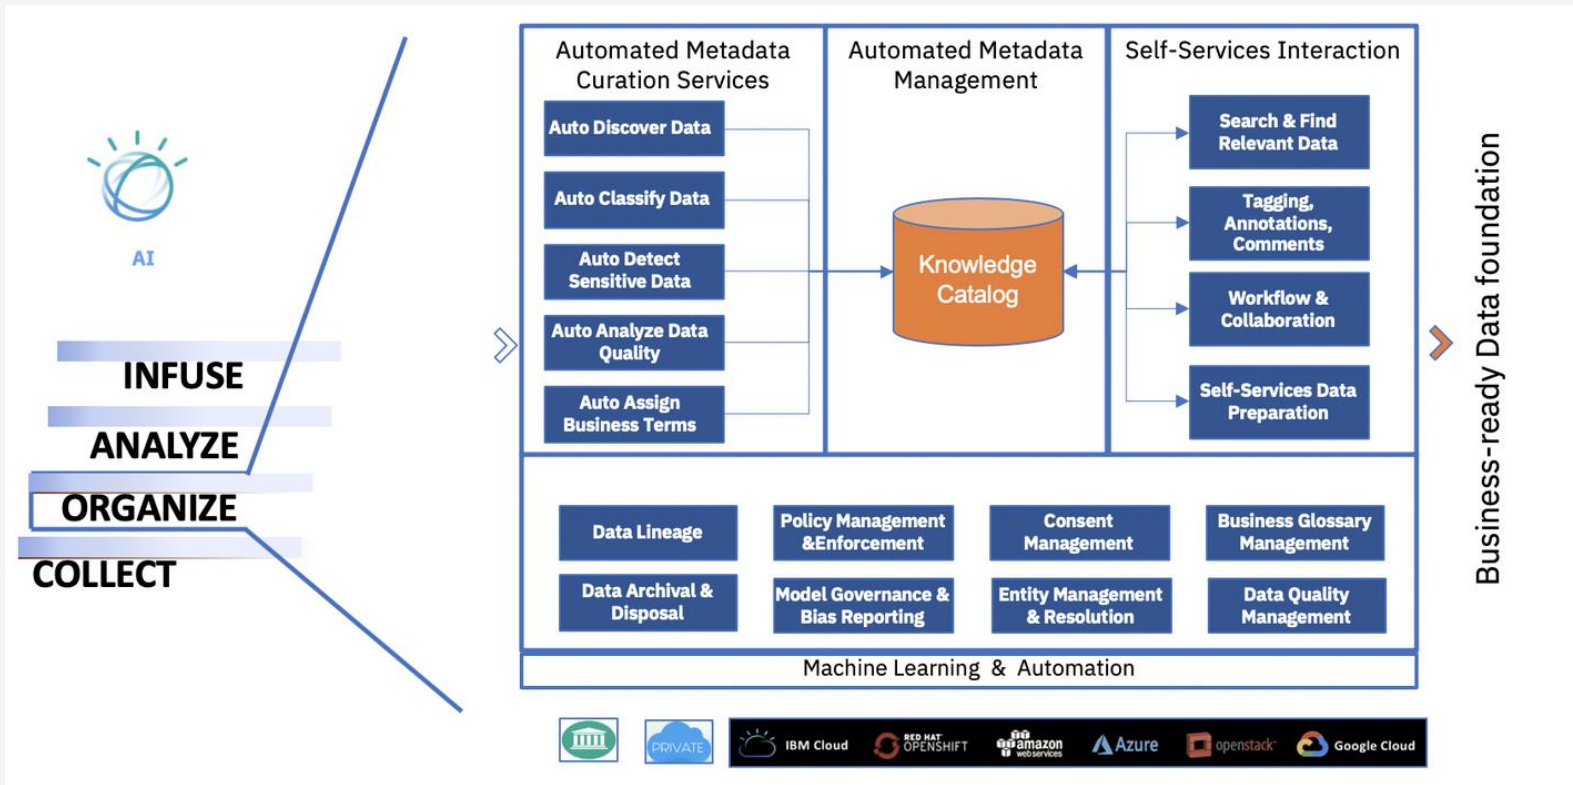 AI
INFUSE
ANALYZE
ORGANIZE
COLLECT
Automated Metadata
Curation Services
Auto Discover Data
Auto Classify Data
Auto Detect
Sensitive Data
Auto Analyze Data
Quality
Auto Assign
Business Terms
Automated Metadata
Management
Knowledge
Catalog
Self-Services Interaction
Search & Find
Relevant Data
Tagging,
Annotations,
Comments
Workflow &
Collaboration
Self-Services Data
Preparation
Data Lineage
Policy Management
&Enforcement
Consent
Management
Business Glossary
Management
Data Archival &
Disposal
Model Governance &
Bias Reporting
Entity Management
& Resolution
Data Quality
Management
Machine Learning & Automation
Business-ready Data foundation
PRIVATE
IBM Cloud
RED HAT
OPENSHIFT
amazon
webservices
Azure
openstack
Google Cloud